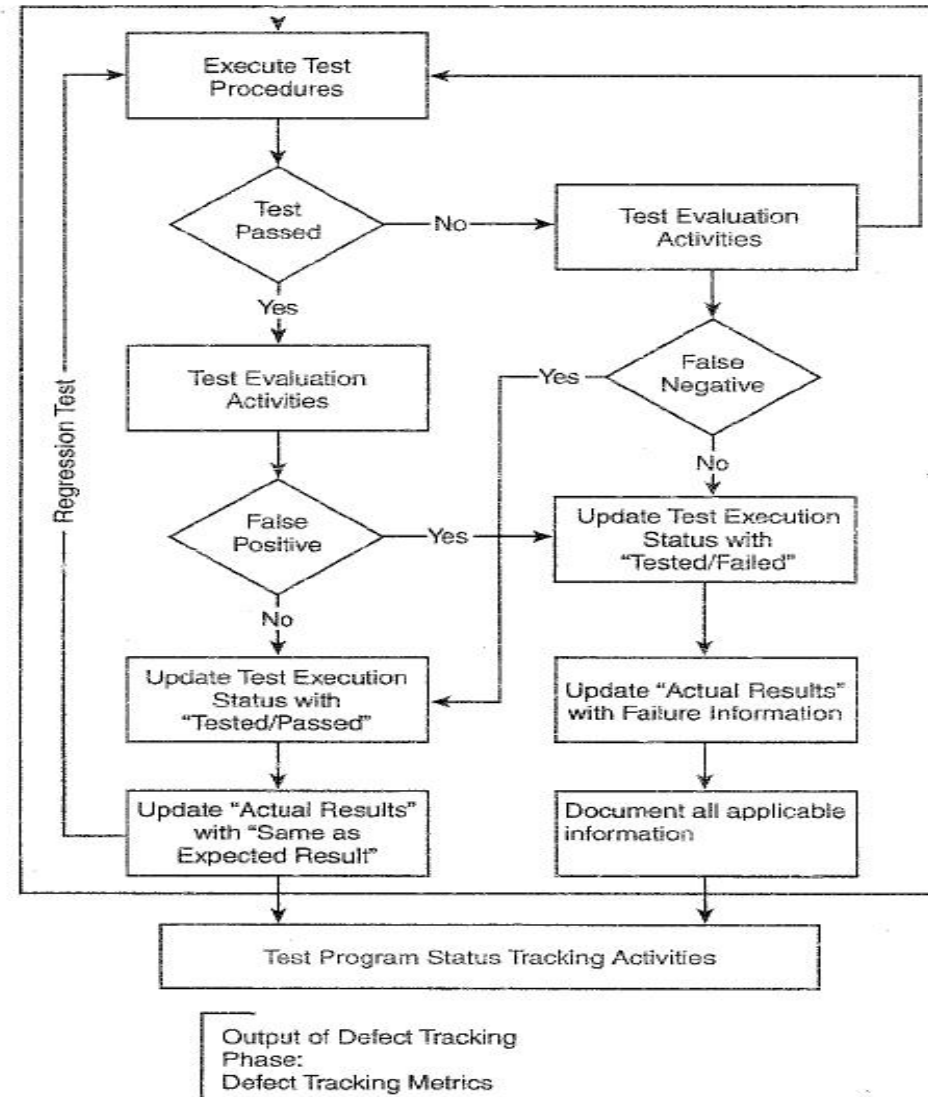 Execute Test
Procedures
Test
Passed
No
Test Evaluation
Activities
Yes
Test Evaluation
Activities
Yes
False
Negative
Regression Test
No
False
Positive
Yes
Update Test Execution
Status with
"Tested/Failed"
No
Update Test Execution
Status with
"Tested/Passed"
Update "Actual Results"
with Failure Information
Update "Actual Results"
with "Same as
Expected Result"
Document all applicable
information
Test Program Status Tracking Activities
Output of Defect Tracking
Phase:
Defect Tracking Metrics